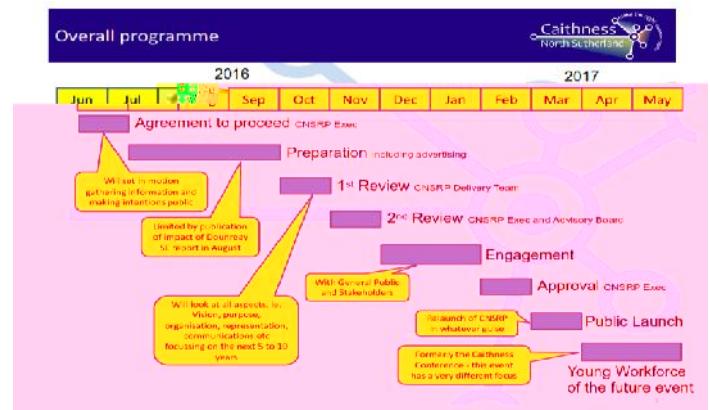 Overall programme
Caithness
North Sutherland
2016
2017
Jun Jul Sep Oct Nov Dec Jan Feb Mar Apr May
Agreement to proceed CNSRP Exec
Preparation including advertising
Will set in motion
gathering information and
making intentions public
1st Review CNSRP Delivery Team
2nd Review CNSRP Exec and Advisory Board
Limited by publication
of impact of Dounreay
SE report in August
Engagement
With General Public
and Stakeholders
Approval CNSRP Exec
Will look at all aspects, ie.
Vision, purpose,
organisation, representation,
communications etc
focussing on the next 5 to 10
years
Relaunch of CNSRP
in whatever guise
Public Launch
Formerly the Caithness
Conference - this event
has a very different focus
Young Workforce
of the future event